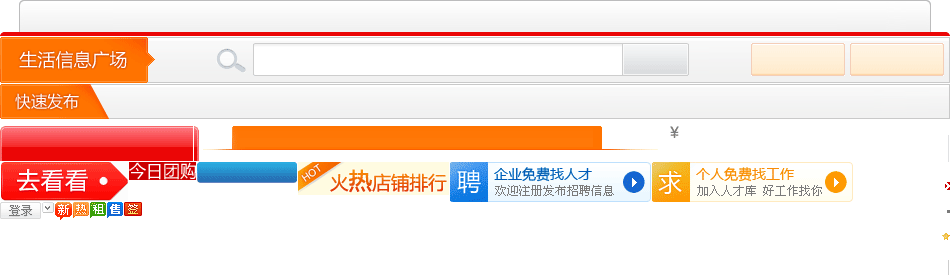 生活信息广场
快速发布
¥
去看看
今日团购
HOT
火热店铺排行
聘
企业免费找人才
欢迎注册发布招聘信息
求
个人免费找工作
加入人才库 好工作找你
登录
新 热 租 售 签